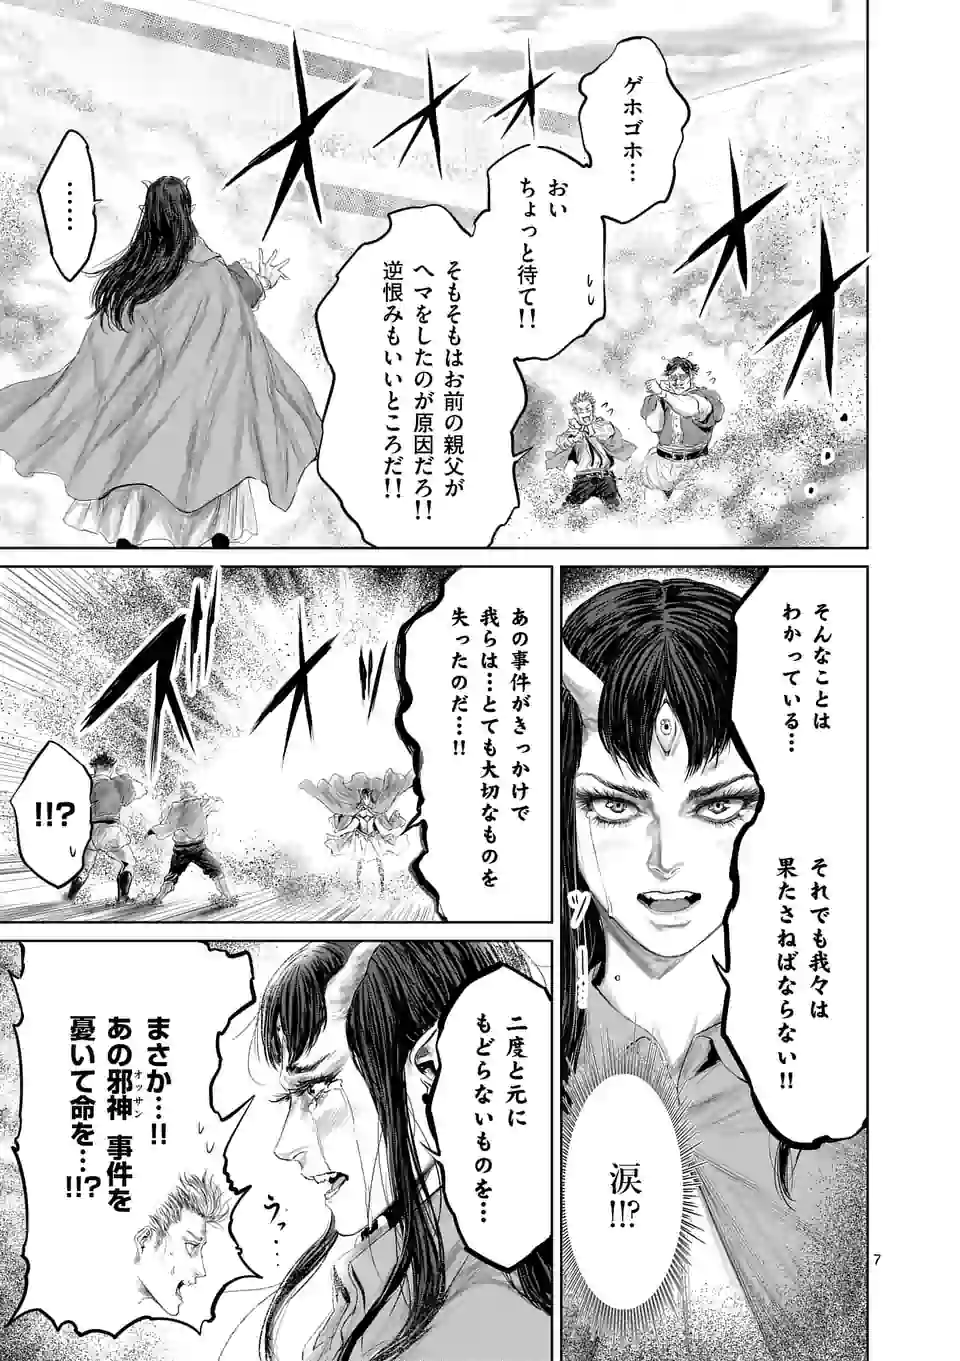 ゲホゴホ…
おい
ちょっと待て!!
そもそもはお前の親父が
ヘマをしたのが原因だろ!!
逆恨みもいいところだ!!
……
そんなことは
わかっている…
それでも我々は
果たさねばならない!!
涙!!?
あの事件がきっかけで
我らは…とても大切なものを
失ったのだ…!!
!!?
二度と元に
もどらないものを…
うっ…
まさか…!!
あの邪神事件を
オッサン
憂いて命を…!!?
7